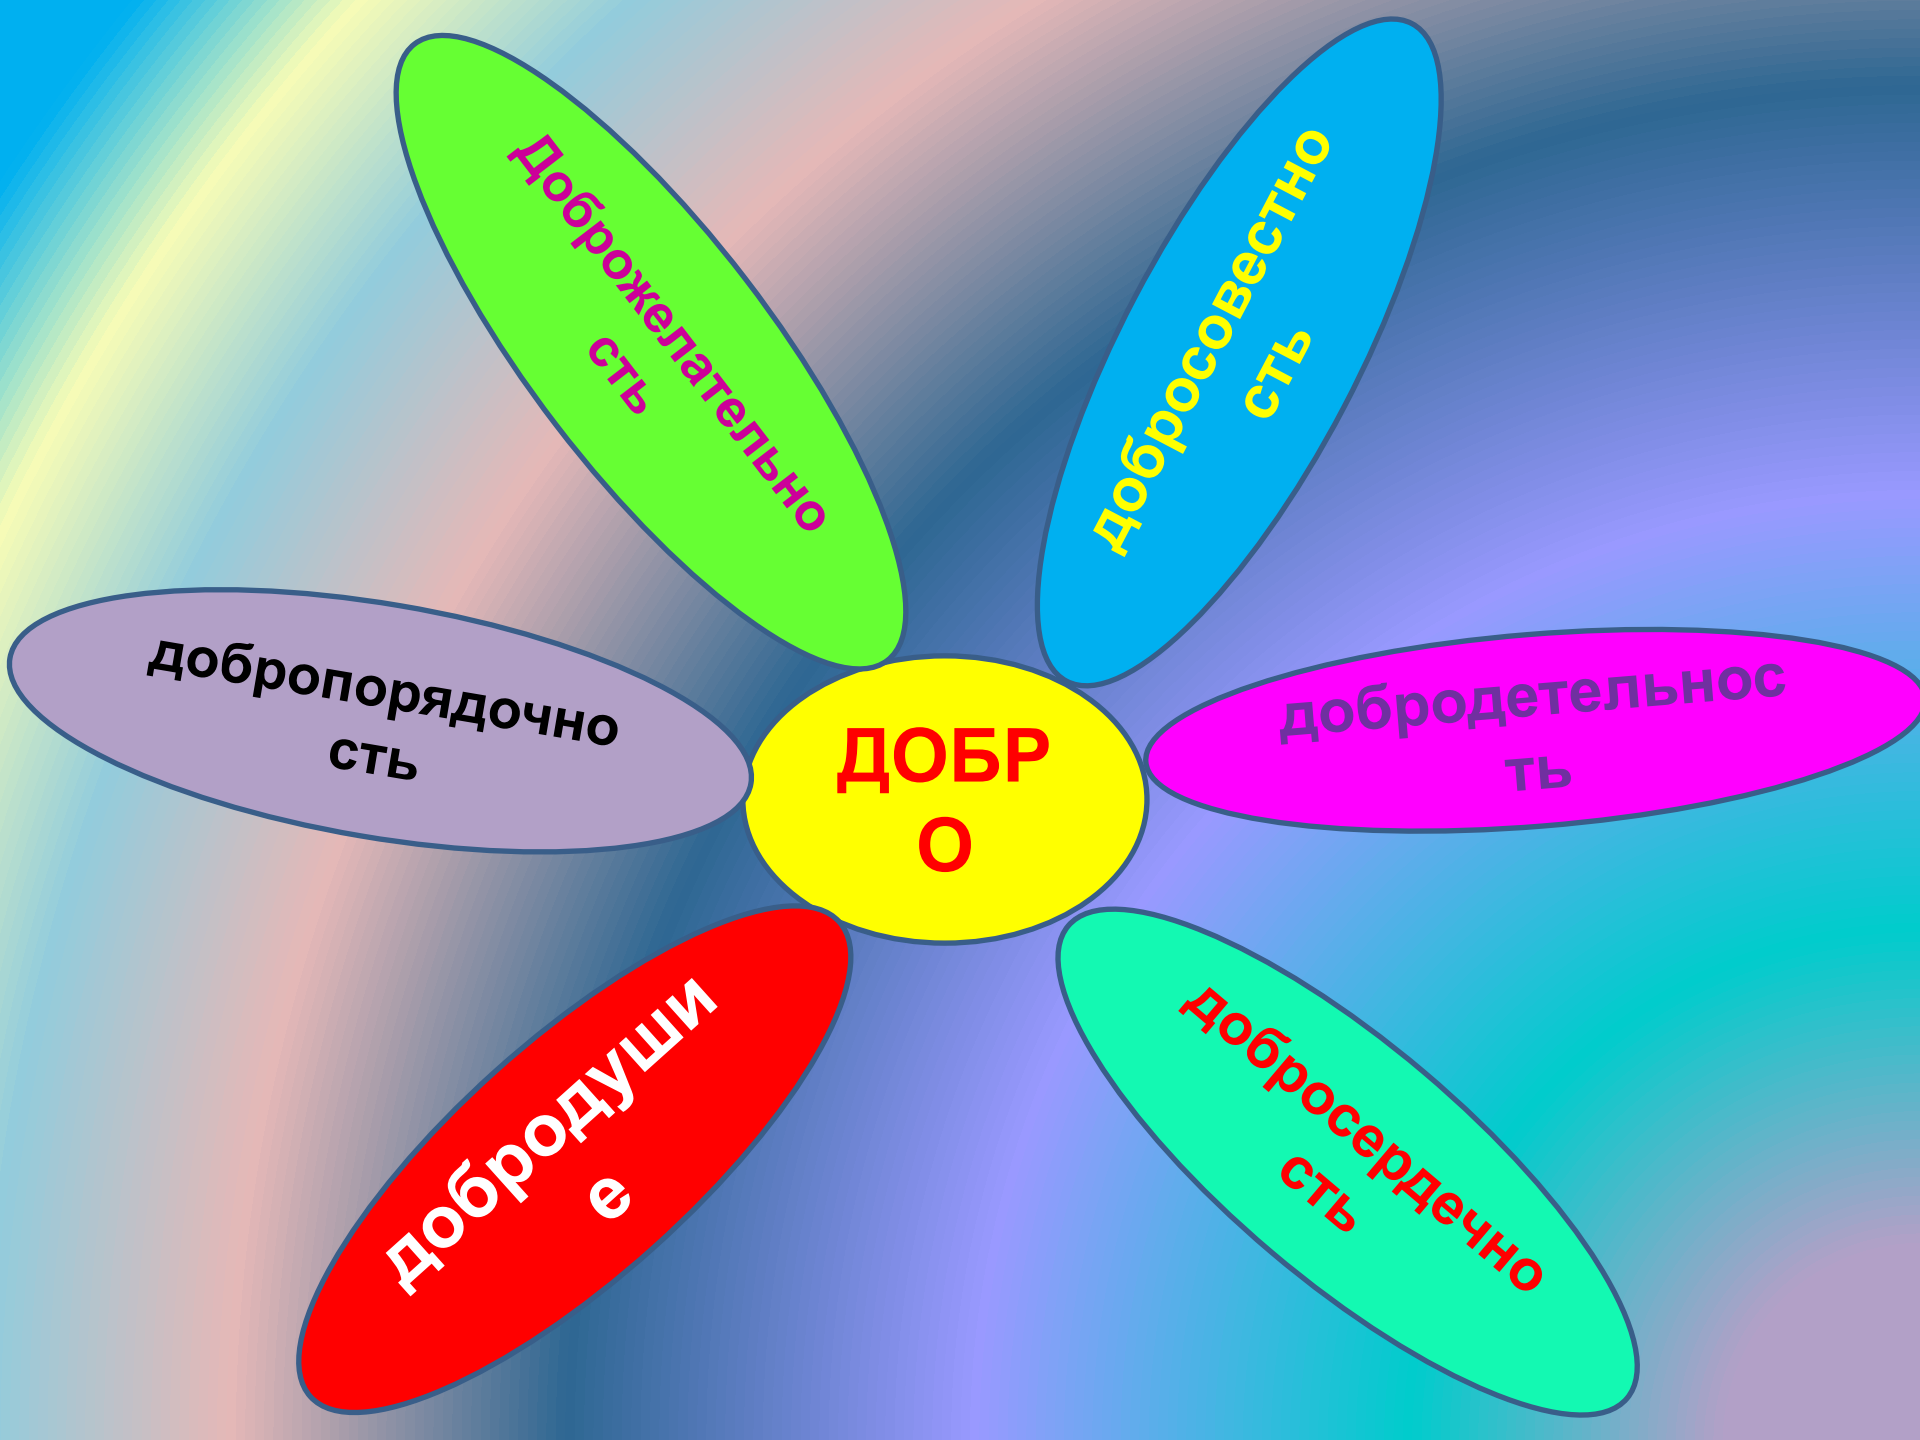 Доброжелательно
сть
добросовестно
сть
добропорядочно
сть
ДОБР
О
добродетельнос
ть
добродуши
е
добросердечно
сть